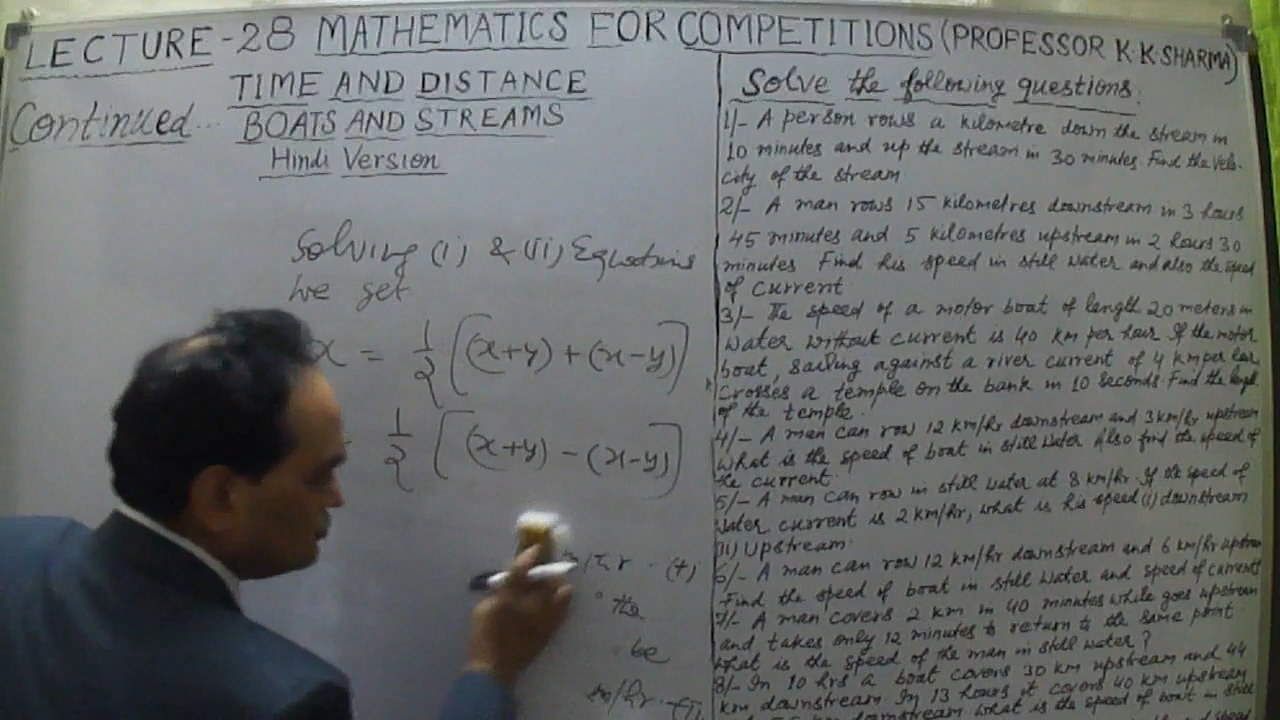 LECTURE-28 MATHEMATICS FOR COMPETITIONS (PROFESSOR K.K.SHARMA)
TIME AND DISTANCE
Continued...
BOATS AND STREAMS
Hindi Version
Solving (i) & (ii) Equations
We get
x = 1/2 [(x+y)+(x-y)]
= 1/2 [(x+y)-(x-y)]
m/hr - (i)
the
be
m/hr
Solve the following questions:
1/- A person rows a kilometre down the stream in
10 minutes and up the stream in 30 minutes. Find the velo-
city of the stream
2/- A man rows 15 kilometres downstream in 3 hours
45 minutes and 5 kilometres upstream in 2 hours 30
minutes Find his speed in still water and also the speed
of current
3/- The speed of a motor boat of length 20 meters in
water without current is 40 km per hour If the motor
boat, sailing against a river current of 4 km per hour
crosses a temple on the bank in 10 seconds Find the length
of the temple.
4/- A man can row 12 km/hr downstream and 3 km/hr upstream
What is the speed of boat in still water Also find the speed of
the current.
5/- A man can row in still water at 8 km/hr. If the speed of
water current is 2 km/hr, what is his speed (i) downstream
(ii) Upstream.
6/- A man can row 12 km/hr downstream and 6 km/hr upstream
Find the speed of boat in still water and speed of current
7/- A man covers 2 km in 40 minutes while goes upstream
and takes only 12 minutes to return to the same point
What is the speed of the man in still water?
8/- In 10 hrs a boat covers 30 km upstream and 44
km downstream In 13 hours it covers 40 km upstream
downstream what is the speed of boat in still